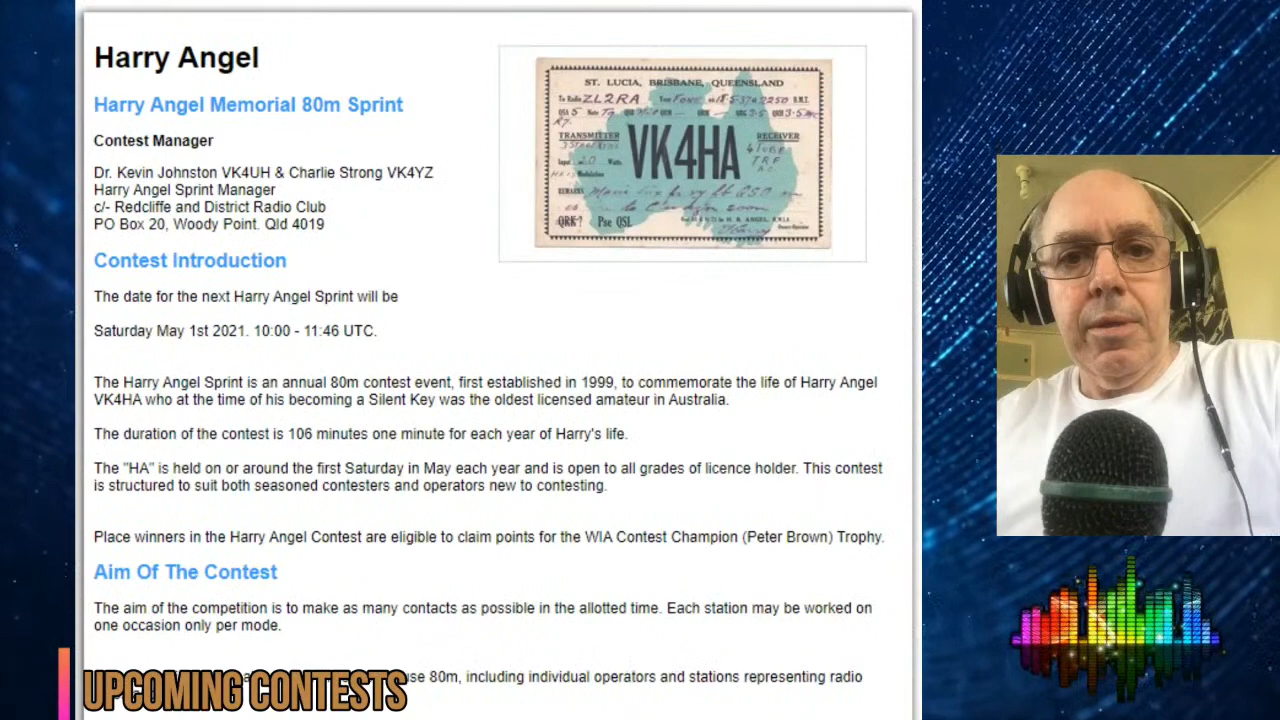 Harry Angel
Harry Angel Memorial 80m Sprint
Contest Manager
Dr. Kevin Johnston VK4UH & Charlie Strong VK4YZ
Harry Angel Sprint Manager
c/- Redcliffe and District Radio Club
PO Box 20, Woody Point. Qld 4019
ST. LUCIA, BRISBANE, QUEENSLAND
To Radio ZL2RA
TRANSMITTER
RECEIVER
VK4HA
Input 20 Watts
Modulation
REMARKS
QRK? Pse QSL
Contest Introduction
The date for the next Harry Angel Sprint will be
Saturday May 1st 2021. 10:00 - 11:46 UTC.
The Harry Angel Sprint is an annual 80m contest event, first established in 1999, to commemorate the life of Harry Angel
VK4HA who at the time of his becoming a Silent Key was the oldest licensed amateur in Australia.
The duration of the contest is 106 minutes one minute for each year of Harry's life.
The "HA" is held on or around the first Saturday in May each year and is open to all grades of licence holder. This contest
is structured to suit both seasoned contesters and operators new to contesting.
Place winners in the Harry Angel Contest are eligible to claim points for the WIA Contest Champion (Peter Brown) Trophy.
Aim Of The Contest
The aim of the competition is to make as many contacts as possible in the allotted time. Each station may be worked on
one occasion only per mode.
use 80m, including individual operators and stations representing radio
UPCOMING CONTESTS